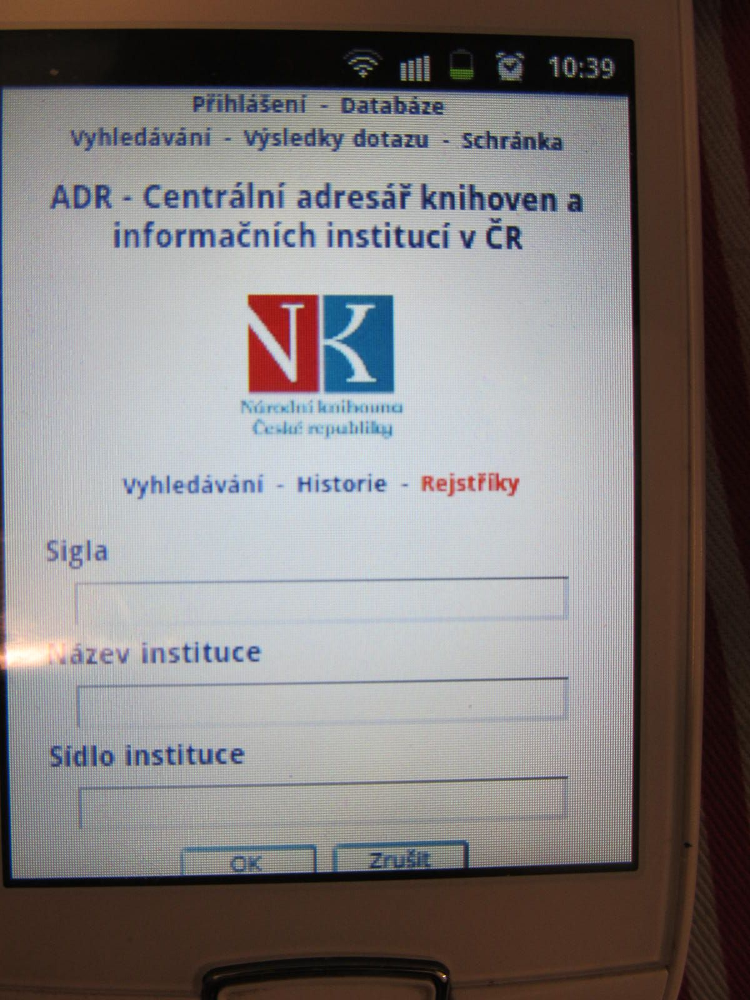 10:39
Přihlášení - Databáze
Vyhledávání - Výsledky dotazu - Schránka
ADR - Centrální adresář knihoven a
informačních institucí v ČR
NK
Národní knihovna
České republiky
Vyhledávání - Historie - Rejstříky
Sigla
Název instituce
Sídlo instituce
OK Zrušit